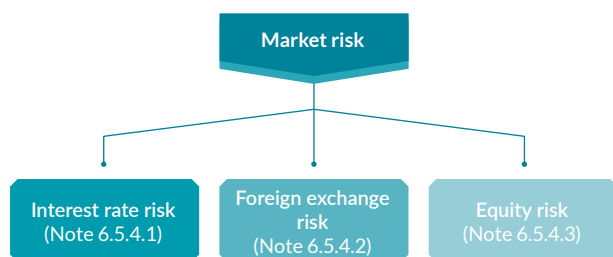 Market risk
Interest rate risk
(Note 6.5.4.1)
Foreign exchange
risk
(Note 6.5.4.2)
Equity risk
(Note 6.5.4.3)